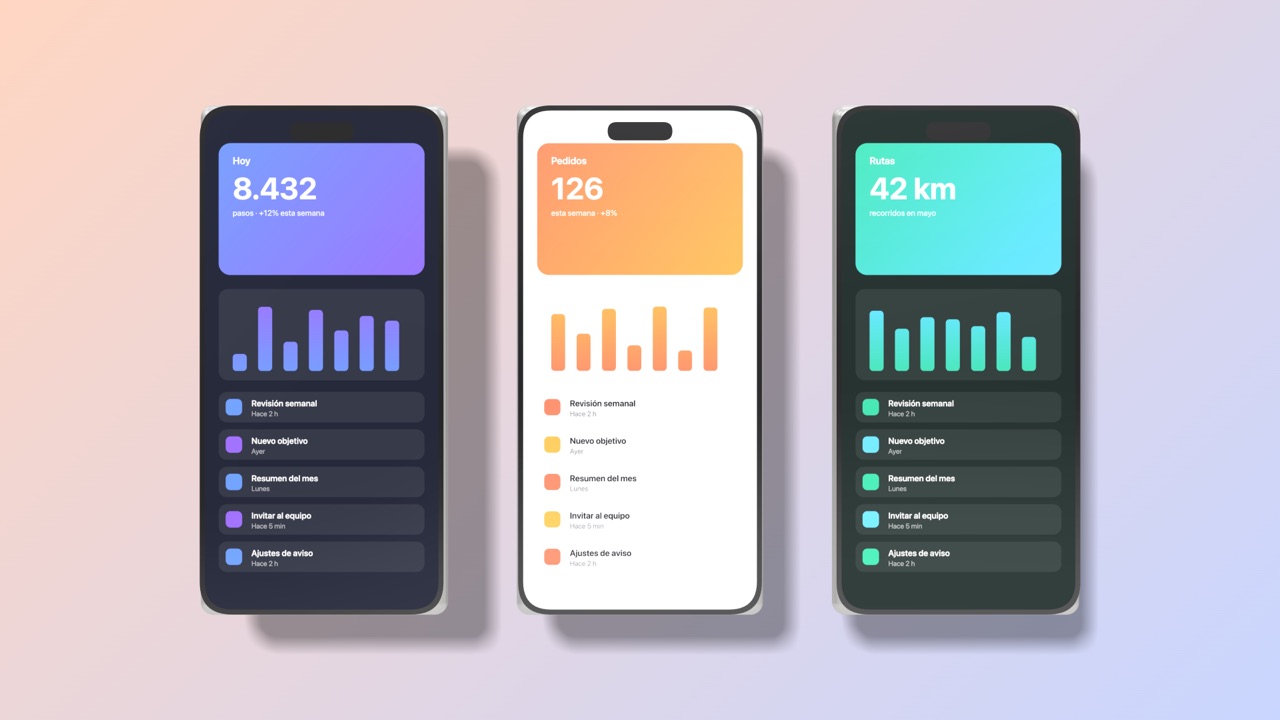 Hoy
8.432
pasos · +12% esta semana
Revisión semanal
Hace 2 h
Nuevo objetivo
Ayer
Resumen del mes
Lunes
Invitar al equipo
Hace 5 min
Ajustes de aviso
Hace 2 h
Pedidos
126
esta semana · +8%
Revisión semanal
Hace 2 h
Nuevo objetivo
Ayer
Resumen del mes
Lunes
Invitar al equipo
Hace 5 min
Ajustes de aviso
Hace 2 h
Rutas
42 km
recorridos en mayo
Revisión semanal
Hace 2 h
Nuevo objetivo
Ayer
Resumen del mes
Lunes
Invitar al equipo
Hace 5 min
Ajustes de aviso
Hace 2 h